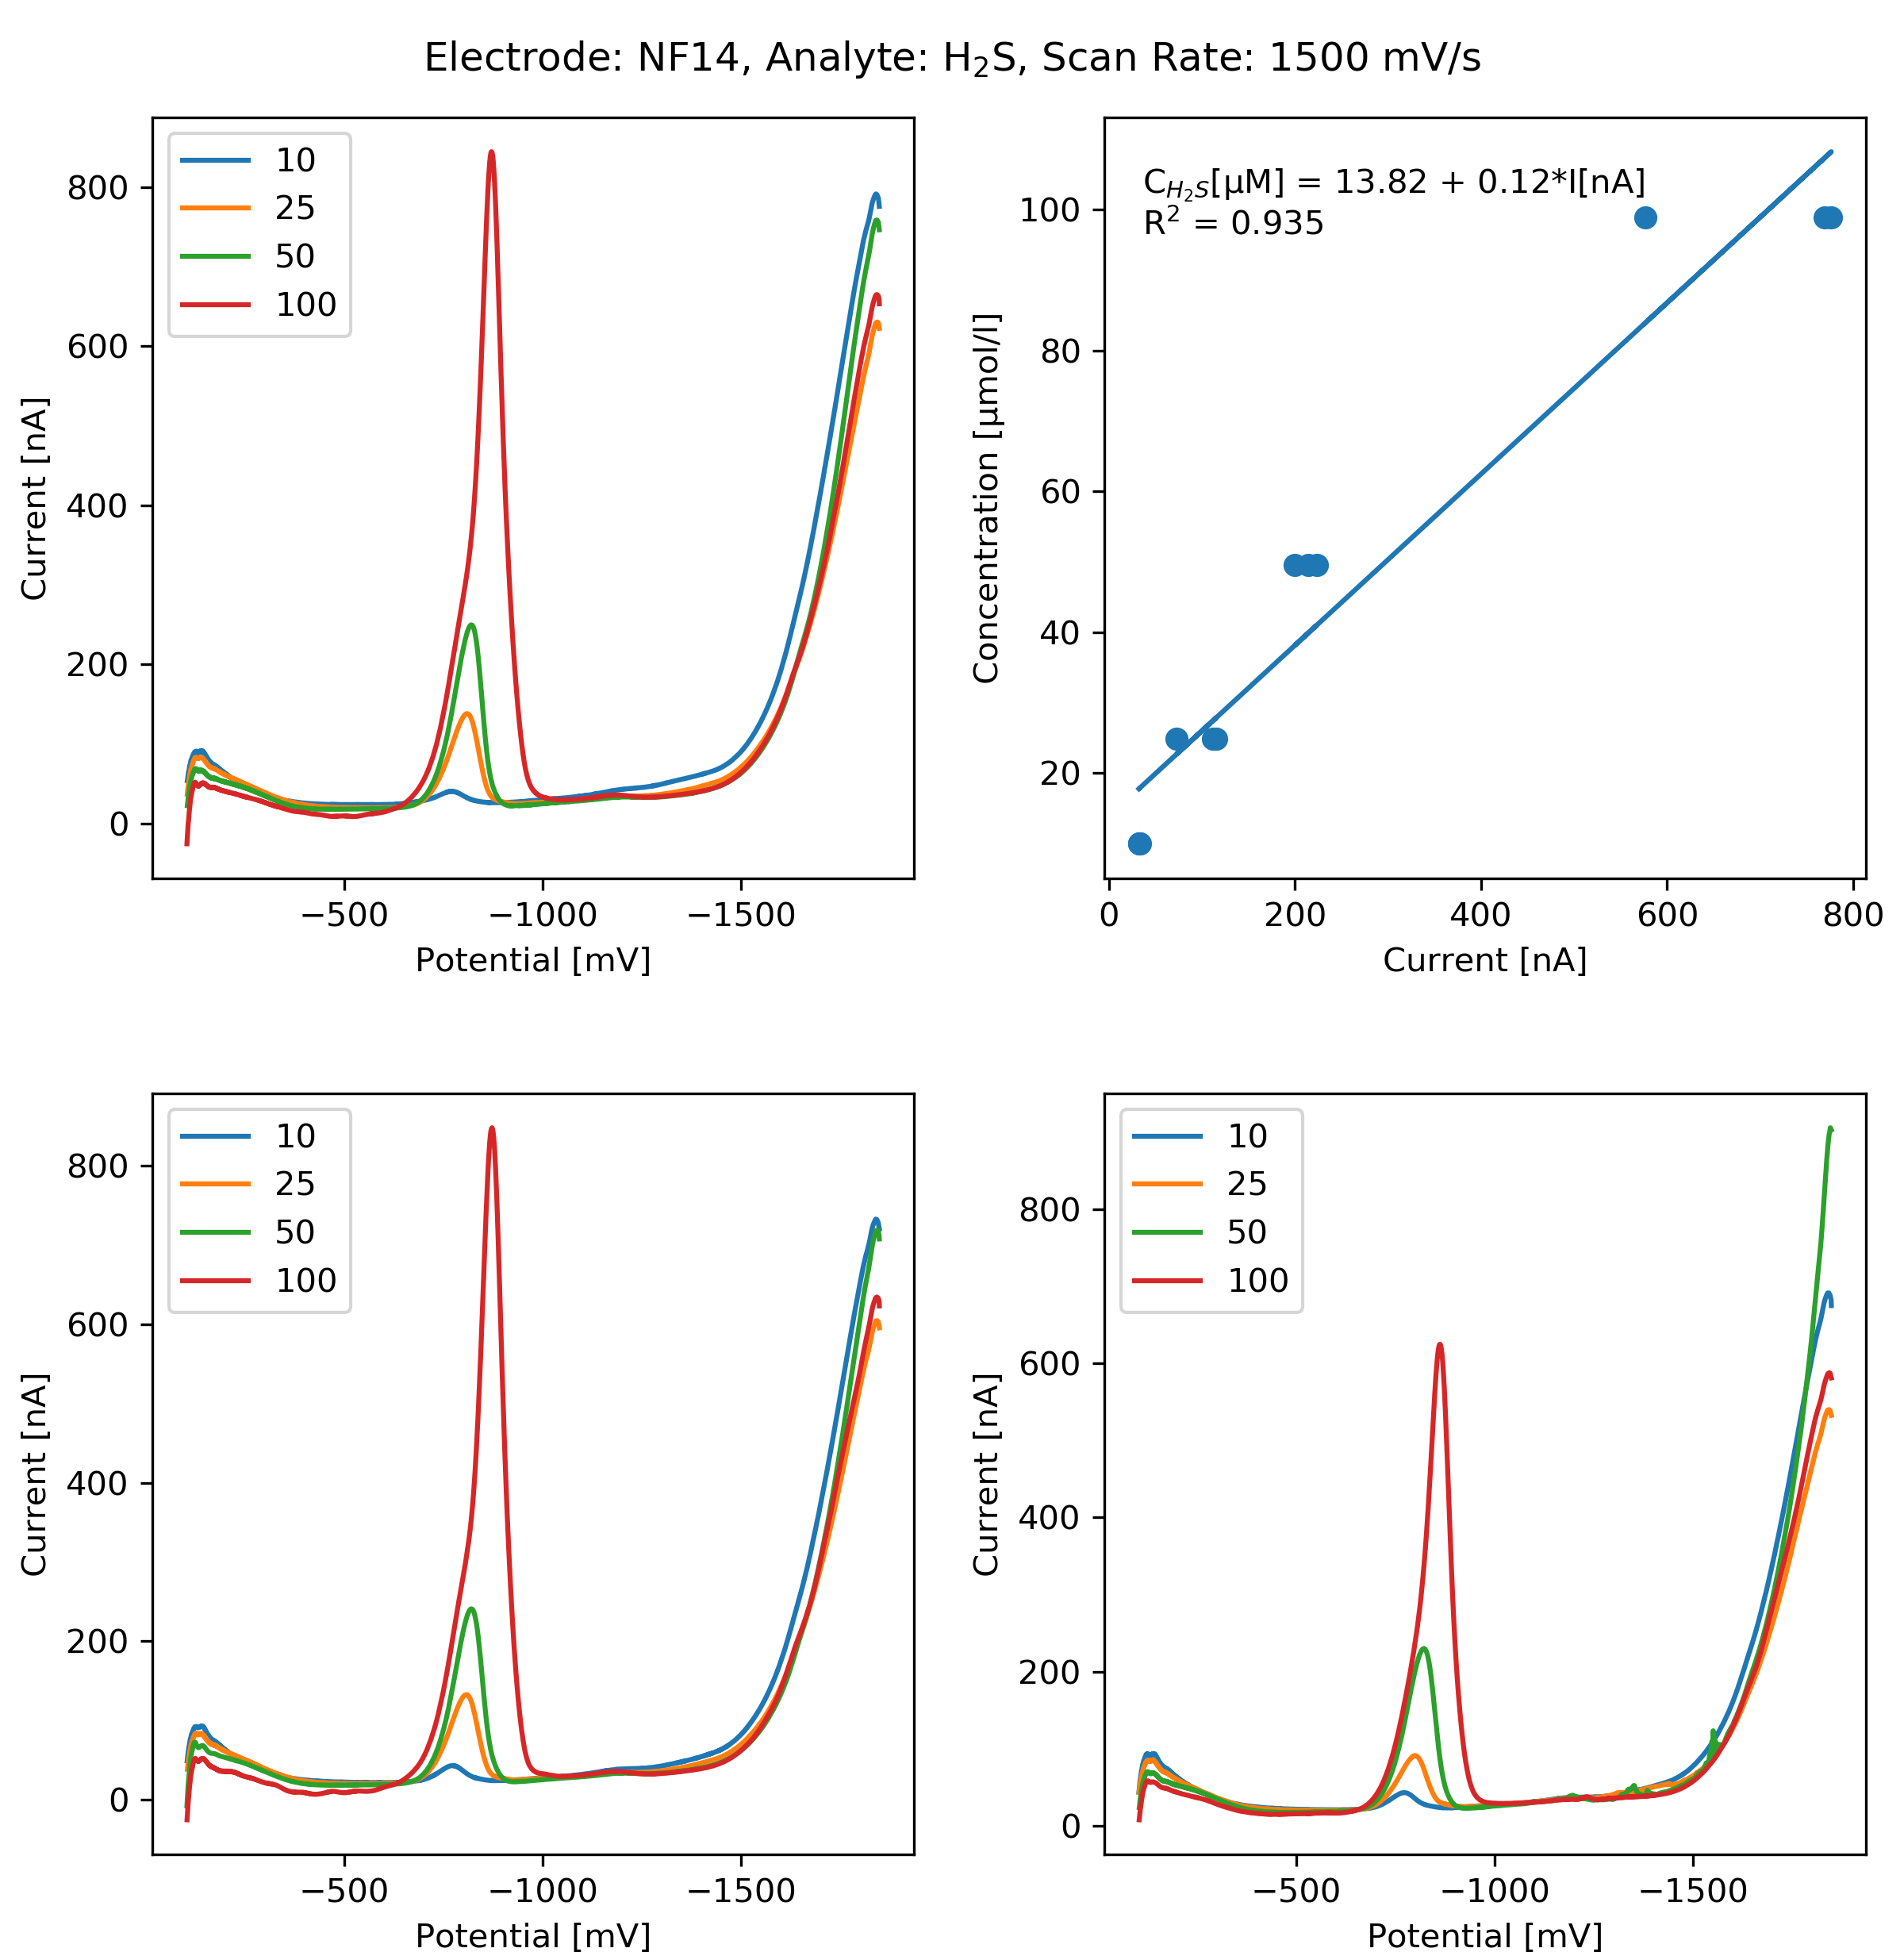 Electrode: NF14, Analyte: H₂S, Scan Rate: 1500 mV/s
10
25
50
100
800
600
400
200
0
Current [nA]
−500 −1000 −1500
Potential [mV]
C_{H₂S}[μM] = 13.82 + 0.12*I[nA]
R² = 0.935
100
80
60
40
20
Concentration [μmol/l]
0 200 400 600 800
Current [nA]
10
25
50
100
800
600
400
200
0
Current [nA]
−500 −1000 −1500
Potential [mV]
10
25
50
100
800
600
400
200
0
Current [nA]
−500 −1000 −1500
Potential [mV]